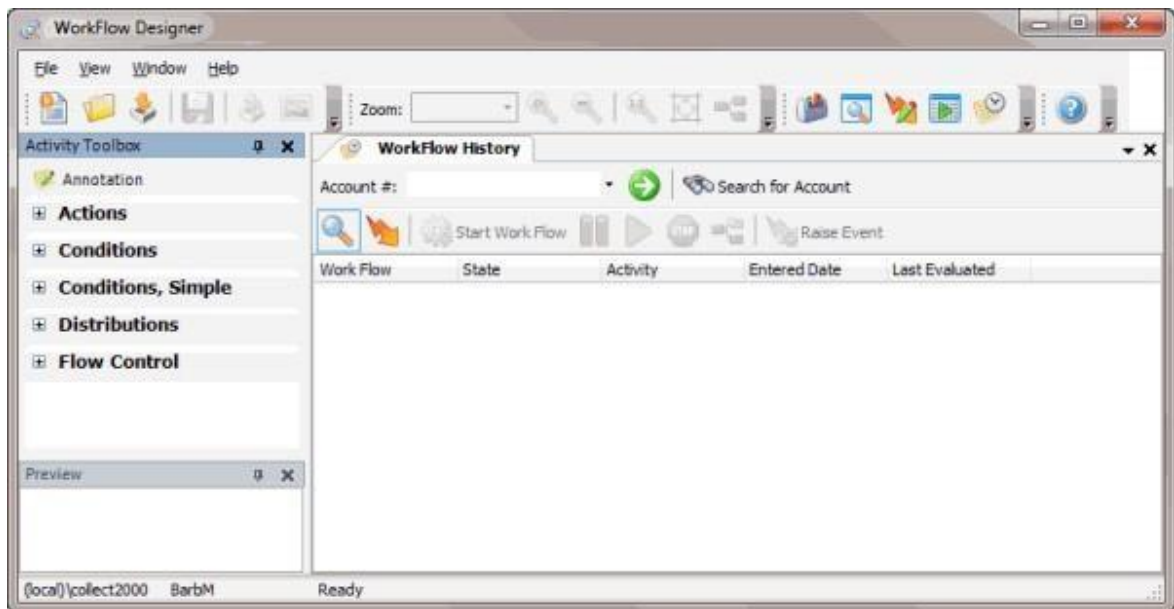 WorkFlow Designer
File View Window Help
Zoom:
Activity Toolbox
WorkFlow History
Annotation
Account #:
Search for Account
Actions
Start Work Flow
Raise Event
Conditions
Work Flow State Activity Entered Date Last Evaluated
Conditions, Simple
Distributions
Flow Control
Preview
(local)\collect2000 BarbM Ready